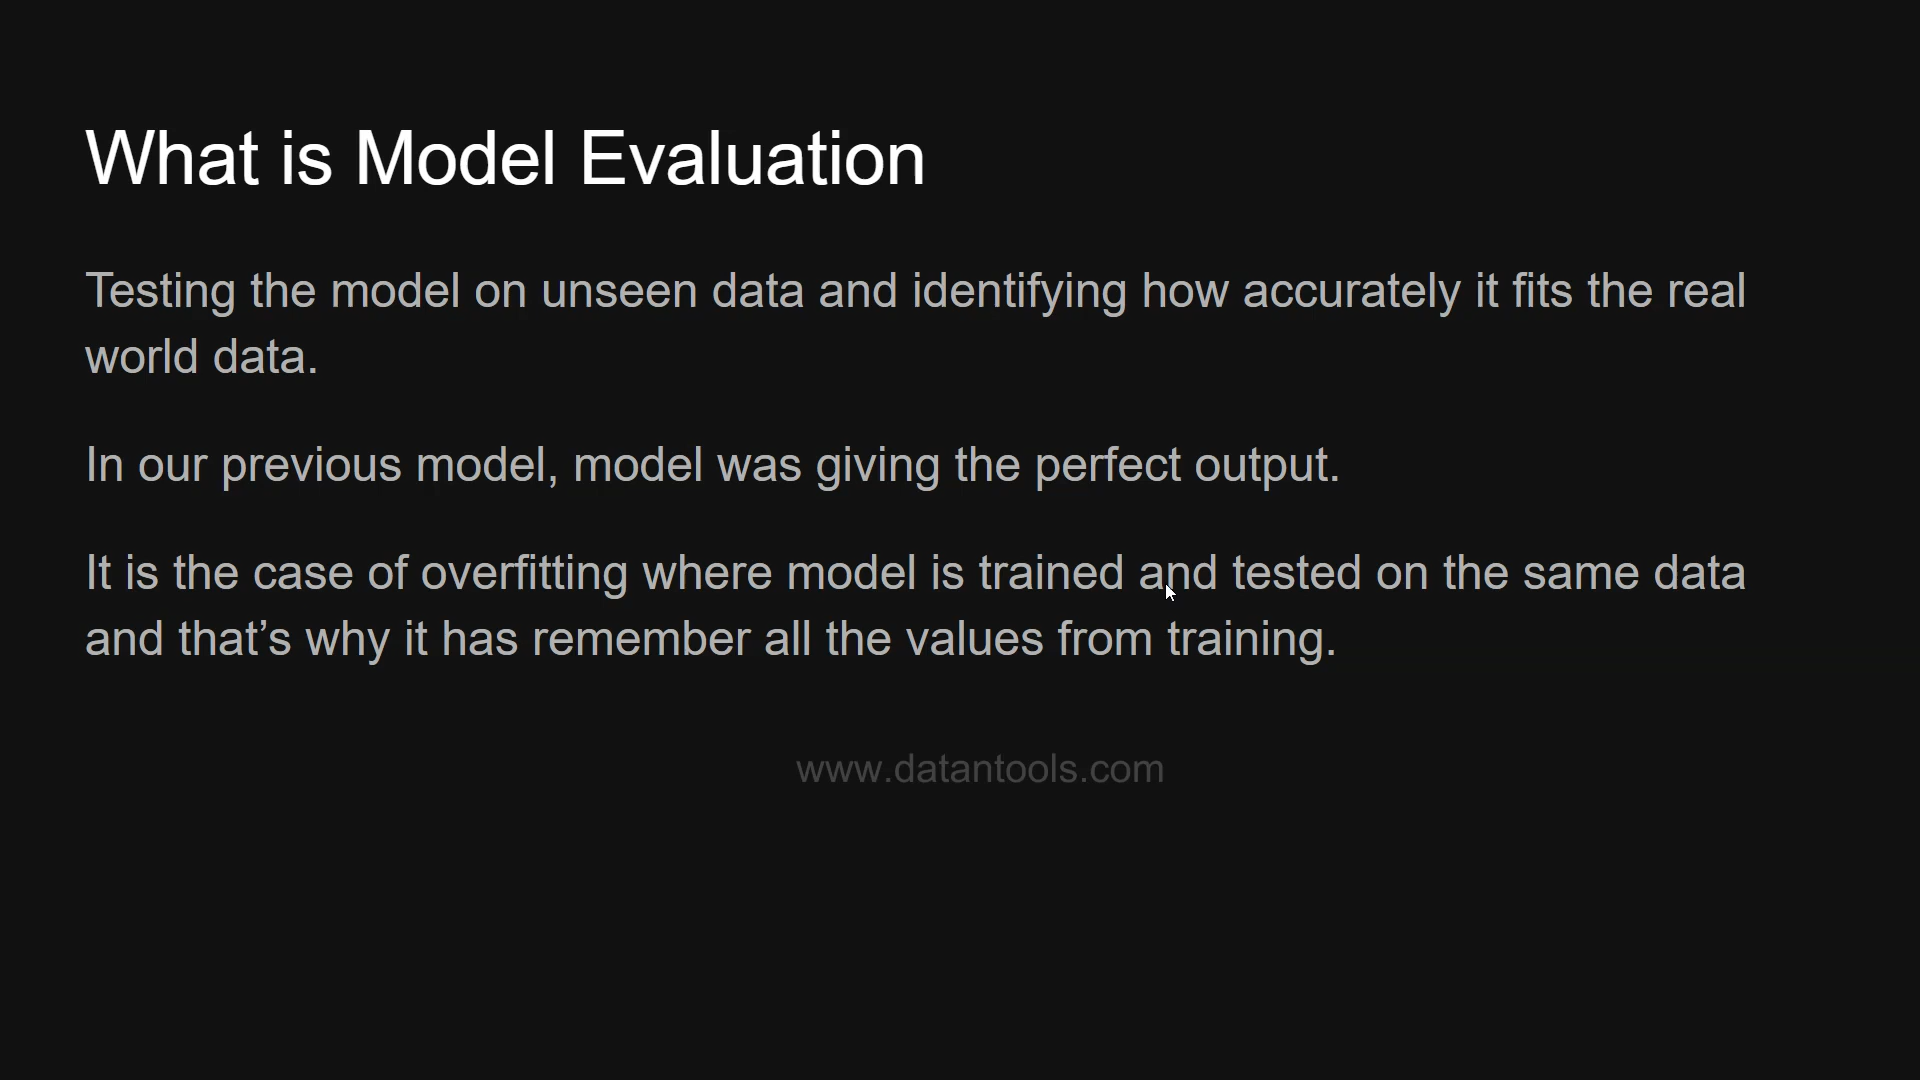 What is Model Evaluation
Testing the model on unseen data and identifying how accurately it fits the real
world data.
In our previous model, model was giving the perfect output.
It is the case of overfitting where model is trained and tested on the same data
and that’s why it has remember all the values from training.
www.datantools.com